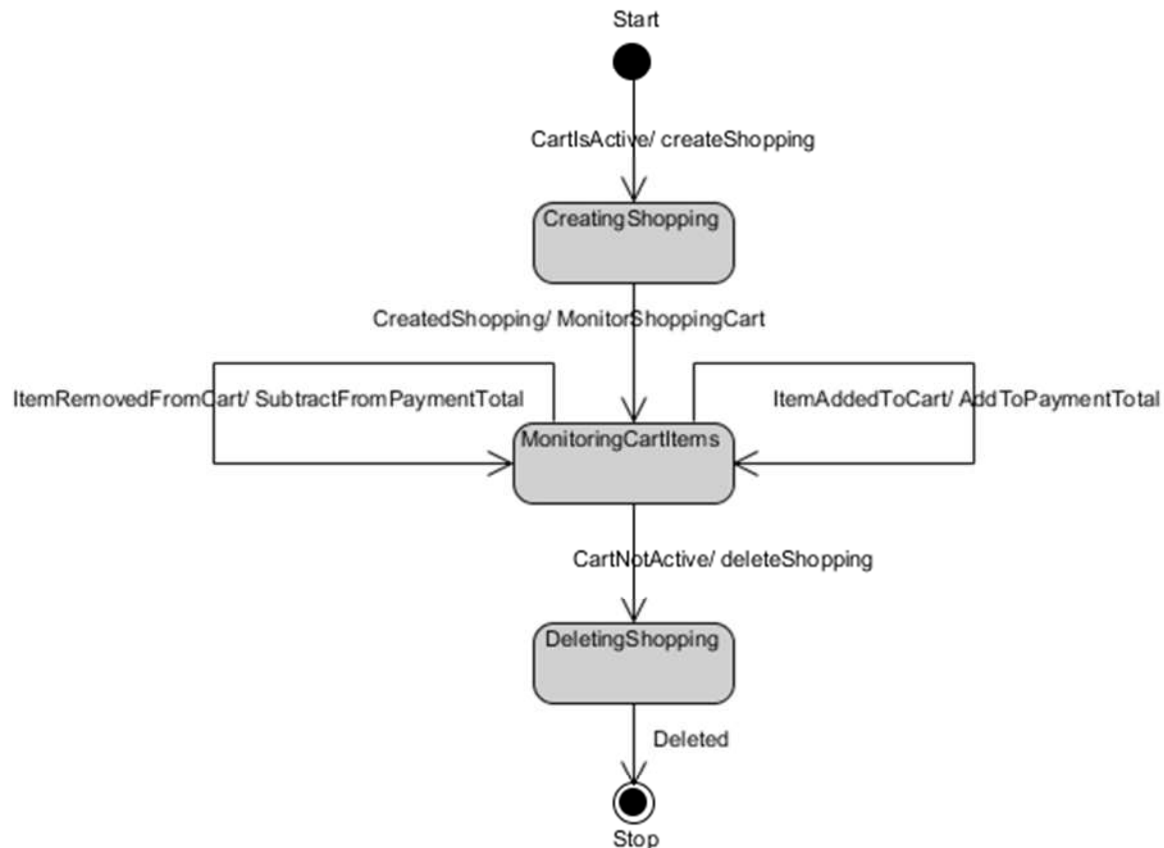 Start
CartIsActive/ createShopping
CreatingShopping
CreatedShopping/ MonitorShoppingCart
ItemRemovedFromCart/ SubtractFromPaymentTotal
ItemAddedToCart/ AddToPaymentTotal
MonitoringCartItems
CartNotActive/ deleteShopping
DeletingShopping
Deleted
Stop